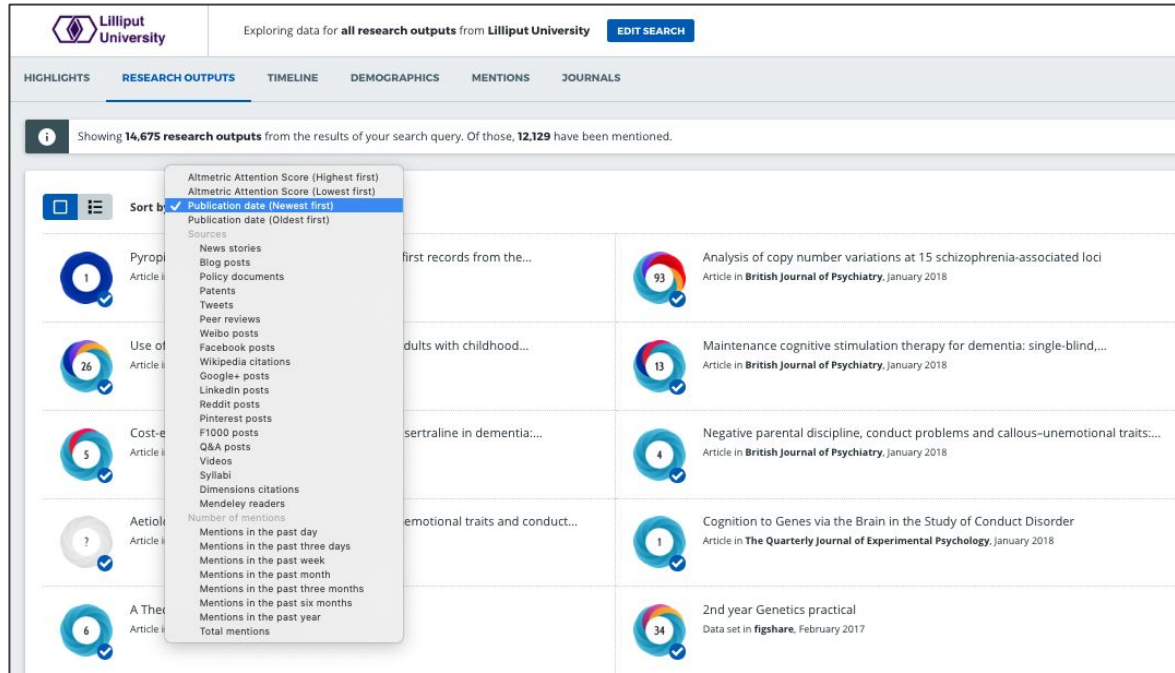 Lilliput
University
Exploring data for all research outputs from Lilliput University
EDIT SEARCH
HIGHLIGHTS RESEARCH OUTPUTS TIMELINE DEMOGRAPHICS MENTIONS JOURNALS
Showing 14,675 research outputs from the results of your search query. Of those, 12,129 have been mentioned.
Sort by
Altmetric Attention Score (Highest first)
Altmetric Attention Score (Lowest first)
Publication date (Newest first)
Publication date (Oldest first)
Sources
News stories
Blog posts
Policy documents
Patents
Tweets
Peer reviews
Weibo posts
Facebook posts
Wikipedia citations
Google+ posts
LinkedIn posts
Reddit posts
Pinterest posts
F1000 posts
Q&A posts
Videos
Syllabi
Dimensions citations
Mendeley readers
Number of mentions
Mentions in the past day
Mentions in the past three days
Mentions in the past week
Mentions in the past month
Mentions in the past three months
Mentions in the past six months
Mentions in the past year
Total mentions
1
first records from the...
Article
93
Analysis of copy number variations at 15 schizophrenia-associated loci
Article in British Journal of Psychiatry, January 2018
26
Use of
childhood...
Article
13
Maintenance cognitive stimulation therapy for dementia: single-blind,...
Article in British Journal of Psychiatry, January 2018
5
sertraline in dementia:...
Article
4
Negative parental discipline, conduct problems and callous–unemotional traits:...
Article in British Journal of Psychiatry, January 2018
?
traits and conduct...
Article
1
Cognition to Genes via the Brain in the Study of Conduct Disorder
Article in The Quarterly Journal of Experimental Psychology, January 2018
6
A
Article
34
2nd year Genetics practical
Data set in figshare, February 2017